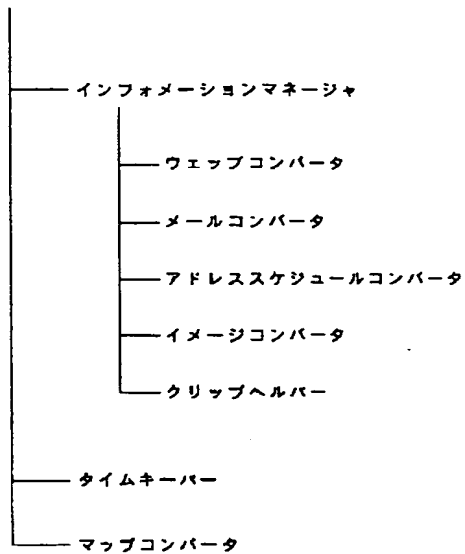 インフォメーションマネージャ
ウェッブコンバータ
メールコンバータ
アドレススケジュールコンバータ
イメージコンバータ
クリップヘルパー
タイムキーパー
マップコンバータ